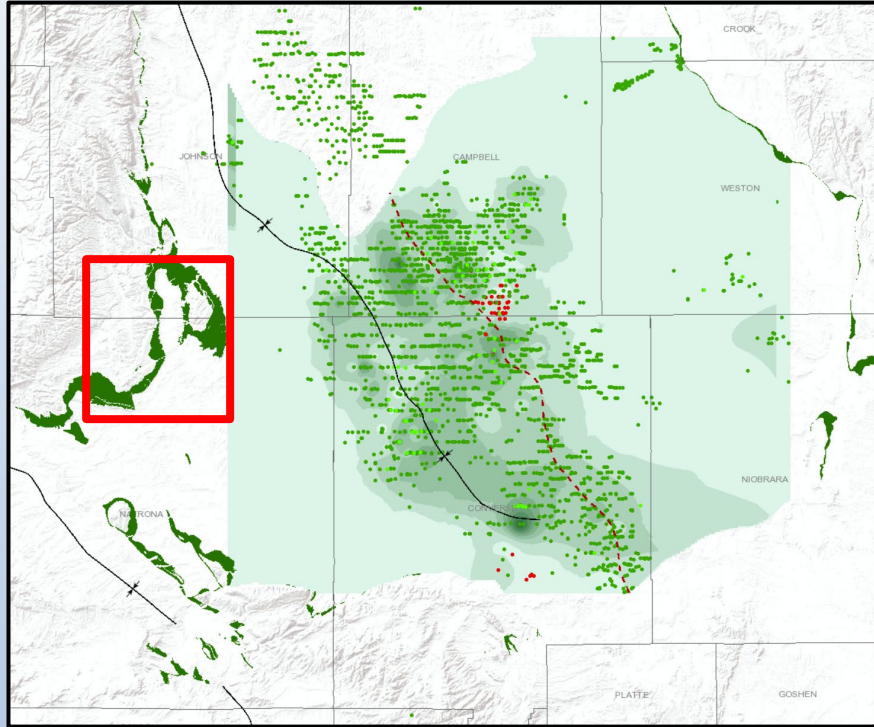 CROOK
JOHNSON
CAMPBELL
WESTON
NIOBRARA
NATRONA
PLATTE
GOSHEN